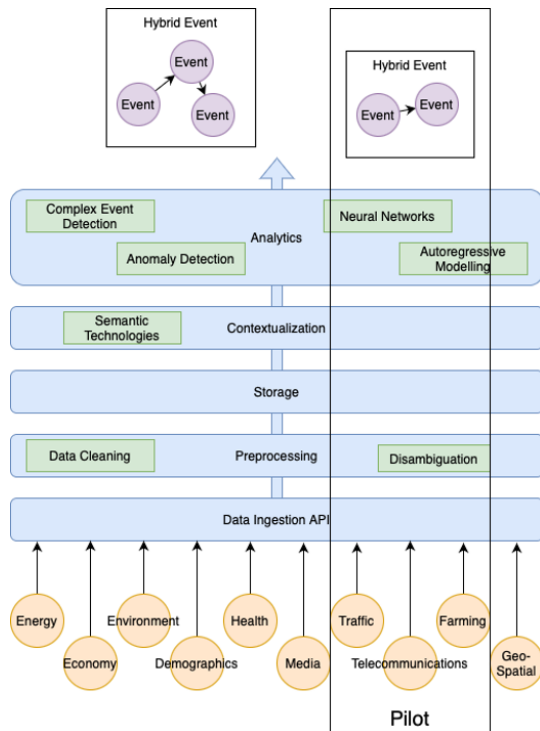 Hybrid Event
Event
Event
Event
Hybrid Event
Event
Event
Complex Event
Detection
Neural Networks
Analytics
Anomaly Detection
Autoregressive
Modelling
Semantic
Technologies
Contextualization
Storage
Data Cleaning
Preprocessing
Disambiguation
Data Ingestion API
Energy
Environment
Health
Traffic
Farming
Economy
Demographics
Media
Telecommunications
Geo-
Spatial
Pilot